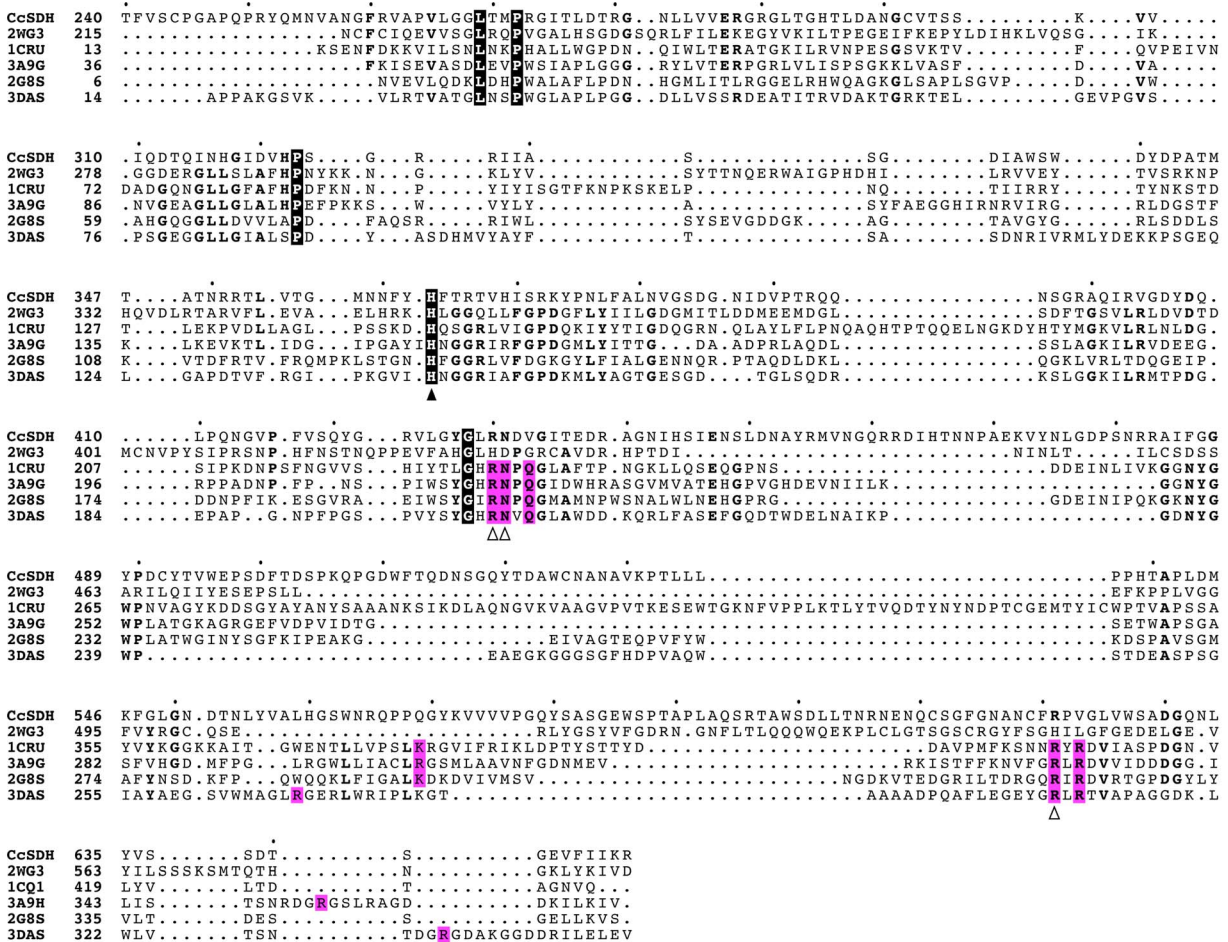 CcSDH 240 TFVSCPGAPQPRYQMNVANGFRVAPVLGGLTMPRGITLDTRG..NLLVVERGRGLTGHTLDANGCVTSS.........K....VV...
2WG3 215 ..................NCFCIQEVVSGLRQPVGALHSGDGSQRLFILEKEGYVKILTPEGEIFKEPYLDIHKLVQSG....IK...
1CRU 13 .................KSENFDKKVILSNLNKPHALLWGPDN..QIWLTERATGKILRVNPESGSVKTV.......F....QVPEIVN
3A9G 36 ....................FKISEVASDLEVPWSIAPLGGG..RYLVTERPGRLVLISPSGKKLVASF.......D....VA...
2G8S 6 .....................NVEVLQDKLDHPWALAFLPDN..HGMLITLRGGELRHWQAGKGLSAPLSGVP....D....VW...
3DAS 14 .......APPAKGSVK....VLRTVATGLNSPWGLAPLPGG..DLLVSSRDEATITRVDAKTGRKTEL.......GEVPGVS...
CcSDH 310 .IQDTQINHGIDVHPS....G...R.....RIIA............S..............SG.......DIAWSW....DYDPATM
2WG3 278 .GGDERGLLSLAFHPNYKK.N...G.....KLYV............SYTTNQERWAIGPHDHI.......LRVVEY....TVSRKNP
1CRU 72 DADGQNGLLGFAFHPDFKN.N...P.....YIYISGTFKNPKSKELP..............NQ.......TIIRRY....TYNKSTD
3A9G 86 .NVGEAGLLGLALHPEFPKKS...W.....VYLY............A..............SYFAEGGHIRNRVIRG....RLDGSTF
2G8S 59 .AHGQGGLLDVVLAPD....FAQSR.....RIWL............SYSEVGDDGK.....AG.......TAVGYG....RLSDDLS
3DAS 76 .PSGEGGLLGIALSPD....Y...ASDHMVYAYF............T..............SA.......SDNRIVRMLYDEKKPSGEQ
CcSDH 347 T....ATNRRTL.VTG...MNNFY.HFTRTVHISRKYPNLFALNVGSDG.NIDVPTRQQ................NSGRAQIRVGDYDQ.
2WG3 332 HQVDLRTARVFL.EVA...ELHRK.HLGGQLLFGPDGFLYIILGDGMITLDDMEEMDGL................SDFTGSVLRLDVDTD
1CRU 127 T....LEKPVDLLAGL...PSSKD.HQSGRLVIGPDQKIYYTIGDQGRN.QLAYLFLPNQAQHTPTQQELNGKDYHTYMGKVLRLNLDG.
3A9G 135 K....LKEVKTL.IDG...IPGAYIHNGGRIRFGPDGMLYITTG...DAADPRLAQDL.................SSLAGKILRVDEEG.
2G8S 108 K....VTDFRTV.FRQMPKLSTGN.HFGGRLVFDGKGYLFIALGENNQR.PTAQDLDKL................QGKLVRLTDQGEIP.
3DAS 124 L....GAPDTVF.RGI...PKGVI.HNGGRIAFGPDKMLYAGTGESGD...TGLSQDR.................KSLGGKILRMTPDG.
▲
CcSDH 410 ......LPQNGVP.FVSQYG...RVLGYGLRNDVGITEDR.AGNIHSIENSLDNAYRMVNGQRRDIHTNNPAEKVYNLGDPSNRRAIFGG
2WG3 401 MCNVPYSIPRSNP.HFNSTNQPPEVFAHGLHDPGRCAVDR.HPTDI....................NINLT....ILCSDSS
1CRU 207 ......SIPKDNPSFNGVVS...HIYTLGHRNPQGLAFTP.NGKLLQSEQGPNS.................DDEINLIVKGGNYG
3A9G 196 ......RPPADNP.FP..NS...PIWSYGHRNPQGIDWHRASGVMVATEHGPVGHDEVNIILK.................GGNYG
2G8S 174 ......DDNPFIK.ESGVRA...EIWSYGIRNPQGMAMNPWSNALWLNEHGPRG.................GDEINIPQKGKNYG
3DAS 184 ......EPAP..G.NPFPGS...PVYSYGHRNVQGLAWDD.KQRLFASEFGQDTWDELNAIKP.................GDNYG
△△
CcSDH 489 YPDCYTVWEPSDFTDSPKQPGDWFTQDNSGQYTDAWCNANAVKPTLLL.................................PPHTAPLDM
2WG3 463 ARILQIIYESEPSLL..................................................................EFKPPLVGG
1CRU 265 WPNVAGYKDDSGYAYANYSAAANKSIKDLAQNGVKVAAGVPVTKESEWTGKNFVPPLKTLYTVQDTYNYNDPTCGEMTYICWPTVAPSSA
3A9G 252 WPLATGKAGRGEFVDPVIDTG............................................................SETWAPSGA
2G8S 232 WPLATWGINYSGFKIPEAKG...............EIVAGTEQPVFYW.................................KDSPAVSGM
3DAS 239 WP............................EAEGKGGGSGFHDPVAQW.................................STDEASPSG
CcSDH 546 KFGLGN.DTNLYVALHGSWNRQPPQGYKVVVVPGQYSASGEWSPTAPLAQSRTAWSDLLTNRNENQCSGFGNANCFRPVGLVWSADGQNL
2WG3 495 FVYRGC.QSE.....................RLYGSYVFGDRN.GNFLTLQQQWQEKPLCLGTSGSCRGYFSGHILGFGEDELGE.V
1CRU 355 YVYKGGKKAIT....GWENTLLVPSLKRGVIFRIKLDPTYSTTYD.................DAVPMFKSNNRYRDVIASPDGN.V
3A9G 282 SFVHGD.MFPG....LRGWLLIACLRGSMLAAVNFGDNMEV.................RKISTFFKNVFGRLRDVVIDDDGG.I
2G8S 274 AFYNSD.KFP.....QWQQKLFIGALKDKDVIVMSV.................NGDKVTEDGRILTDRGQRIRDVRTGPDGYLY
3DAS 255 IAYAEG.SVWMAGLRGERLWRIPLKGT.................AAAADPQAFLEGEYGRLRTVAPAGGDK.L
△
CcSDH 635 YVS.......SDT..........S..........GEVFIIKR
2WG3 563 YILSSSKSMTQTH..........N..........GKLYKIVD
1CQ1 419 LYV.......LTD..........T..........AGNVQ...
3A9H 343 LIS.......TSNRDGRGSLRAGD..........DKILKIV.
2G8S 335 VLT.......DES..........S..........GELLKVS.
3DAS 322 WLV.......TSN..........TDGRGDAKGGDDRILELEV